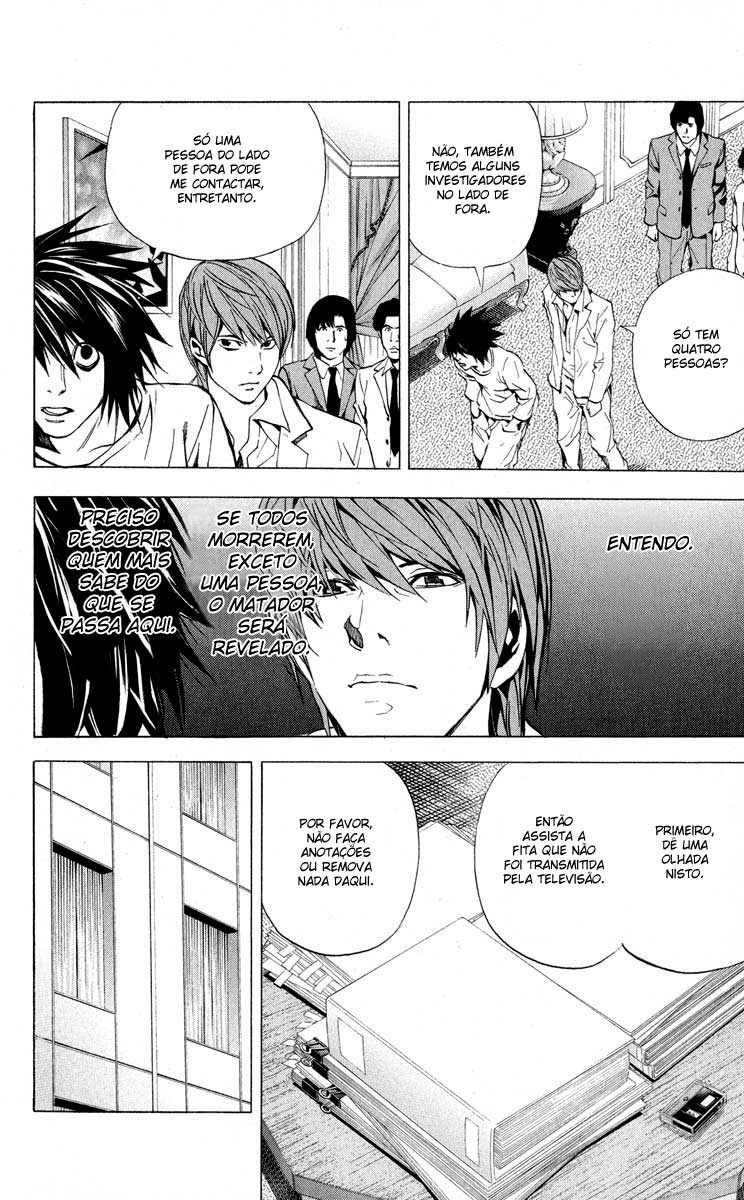 SÓ TEM
QUATRO
PESSOAS?
NÃO, TAMBÉM
TEMOS ALGUNS
INVESTIGADORES
NO LADO DE
FORA.
SÓ UMA
PESSOA DO LADO
DE FORA PODE
ME CONTACTAR,
ENTRETANTO.
ENTENDO.
SE TODOS
MORREREM,
EXCETO
UMA PESSOA,
O MATADOR
SERÁ
REVELADO.
PRECISO
DESCOBRIR
QUEM MAIS
SABE DO
QUE SE
PASSA AQUI.
PRIMEIRO,
DÊ UMA
OLHADA
NISTO.
ENTÃO
ASSISTA A
FITA QUE NÃO
FOI TRANSMITIDA
PELA TELEVISÃO.
POR FAVOR,
NÃO FAÇA
ANOTAÇÕES
OU REMOVA
NADA DAQUI.